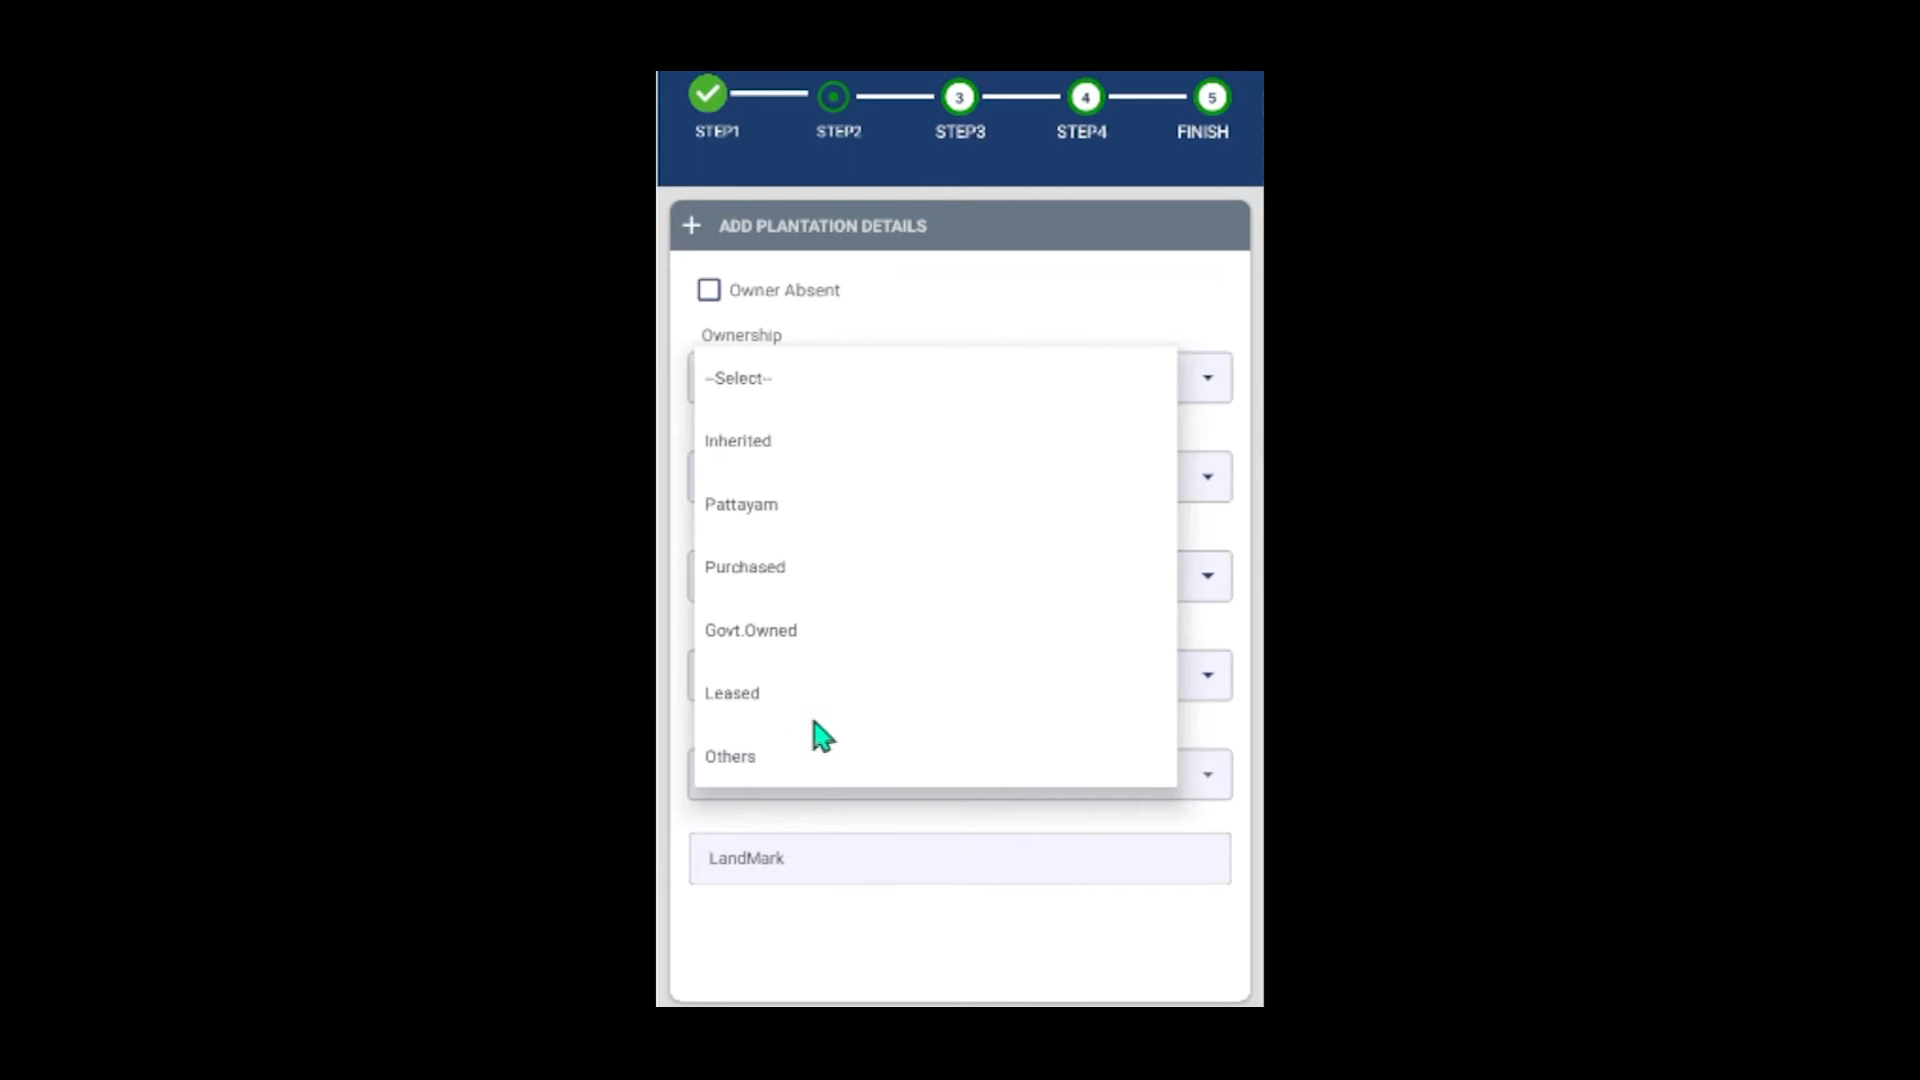 3
4
5
STEP1
STEP2
STEP3
STEP4
FINISH
ADD PLANTATION DETAILS
Owner Absent
Ownership
--Select--
Inherited
Pattayam
Purchased
Govt.Owned
Leased
Others
LandMark